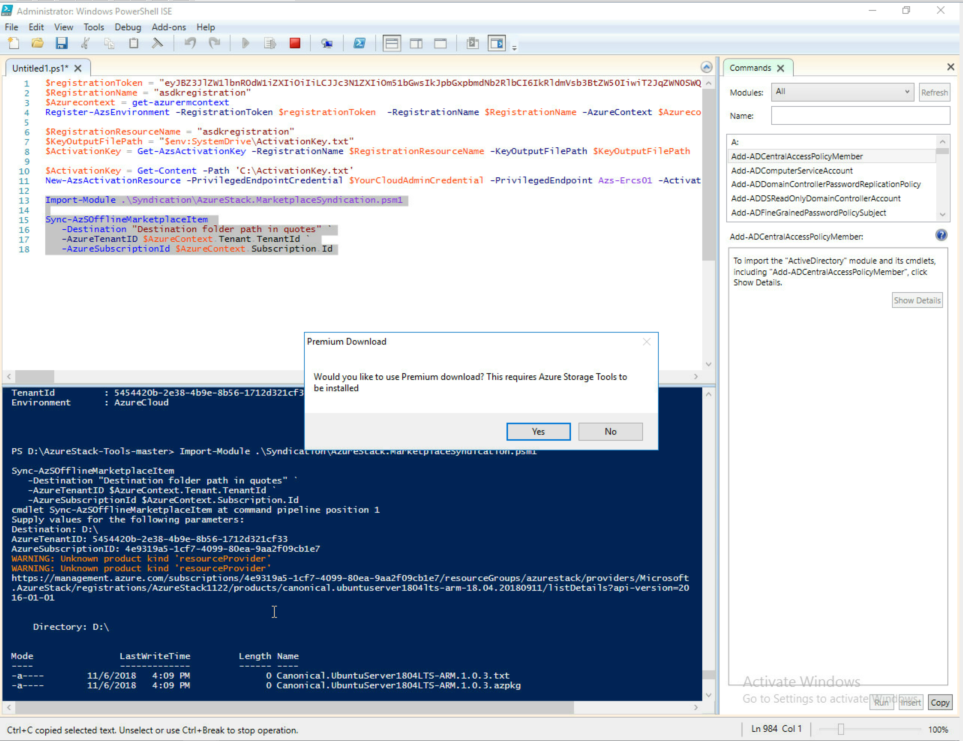 Administrator: Windows PowerShell ISE
File Edit View Tools Debug Add-ons Help
Untitled1.ps1* X
1 $registrationToken = "eyJBZ3JlZW1lbnROdW1iZXIiOiIiLCJJc3N1ZXIiOm51bGwsIkJpbGxpbmdNb2RlbCI6IkRldmVsb3BtZW50IiwiT2JqZWN0SWQ
2 $RegistrationName = "asdkregistration"
3 $Azurecontext = get-azurermcontext
4 Register-AzsEnvironment -RegistrationToken $registrationToken -RegistrationName $RegistrationName -AzureContext $Azureco
5
6 $RegistrationResourceName = "asdkregistration"
7 $KeyOutputFilePath = "$env:SystemDrive\ActivationKey.txt"
8 $ActivationKey = Get-AzsActivationKey -RegistrationName $RegistrationResourceName -KeyOutputFilePath $KeyOutputFilePath
9
10 $ActivationKey = Get-Content -Path 'C:\ActivationKey.txt'
11 New-AzsActivationResource -PrivilegedEndpointCredential $YourCloudAdminCredential -PrivilegedEndpoint Azs-Ercs01 -Activat
12
13 Import-Module .\Syndication\AzureStack.MarketplaceSyndication.psm1
14
15 Sync-AzSOfflineMarketplaceItem
16 -Destination "Destination folder path in quotes" `
17 -AzureTenantID $AzureContext.Tenant.TenantId `
18 -AzureSubscriptionId $AzureContext.Subscription.Id
Premium Download
Would you like to use Premium download? This requires Azure Storage Tools to
be installed
Yes No
TenantId : 5454420b-2e38-4b9e-8b56-1712d321cf3
Environment : AzureCloud
PS D:\AzureStack-Tools-master> Import-Module .\Syndication\AzureStack.MarketplaceSyndication.psm1
Sync-AzSOfflineMarketplaceItem
-Destination "Destination folder path in quotes" `
-AzureTenantID $AzureContext.Tenant.TenantId `
-AzureSubscriptionId $AzureContext.Subscription.Id
cmdlet Sync-AzSOfflineMarketplaceItem at command pipeline position 1
Supply values for the following parameters:
Destination: D:\
AzureTenantID: 5454420b-2e38-4b9e-8b56-1712d321cf33
AzureSubscriptionID: 4e9319a5-1cf7-4099-80ea-9aa2f09cb1e7
WARNING: Unknown product kind 'resourceProvider'
WARNING: Unknown product kind 'resourceProvider'
https://management.azure.com/subscriptions/4e9319a5-1cf7-4099-80ea-9aa2f09cb1e7/resourceGroups/azurestack/providers/Microsoft
.AzureStack/registrations/AzureStack1122/products/canonical.ubuntuserver1804lts-arm-18.04.20180911/listDetails?api-version=20
16-01-01
Directory: D:\
Mode LastWriteTime Length Name
---- ------------- ------ ----
-a---- 11/6/2018 4:09 PM 0 Canonical.UbuntuServer1804LTS-ARM.1.0.3.txt
-a---- 11/6/2018 4:09 PM 0 Canonical.UbuntuServer1804LTS-ARM.1.0.3.azpkg
Commands X
Modules: All Refresh
Name:
A:
Add-ADCentralAccessPolicyMember
Add-ADComputerServiceAccount
Add-ADDomainControllerPasswordReplicationPolicy
Add-ADDSReadOnlyDomainControllerAccount
Add-ADFineGrainedPasswordPolicySubject
Add-ADCentralAccessPolicyMember:
To import the "ActiveDirectory" module and its cmdlets,
including "Add-ADCentralAccessPolicyMember", click
Show Details.
Show Details
Activate Windows
Go to Settings to activate Windows.
Run Insert Copy
Ctrl+C copied selected text. Unselect or use Ctrl+Break to stop operation.
Ln 984 Col 1
100%